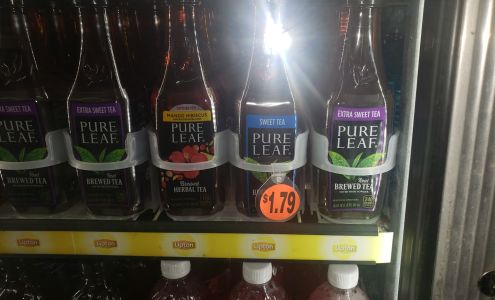 EXTRA SWEET TEA
PURE
LEAF
Real
BREWED TEA
EXTRA SWEET TEA
PURE
LEAF
Real
BREWED TEA
MANGO HIBISCUS
PURE
LEAF
HERBAL TEA
SWEET TEA
PURE
LEAF
$1.79
EXTRA SWEET TEA
PURE
LEAF
Real
BREWED TEA
Lipton
Lipton
Lipton
Lipton
Lipton